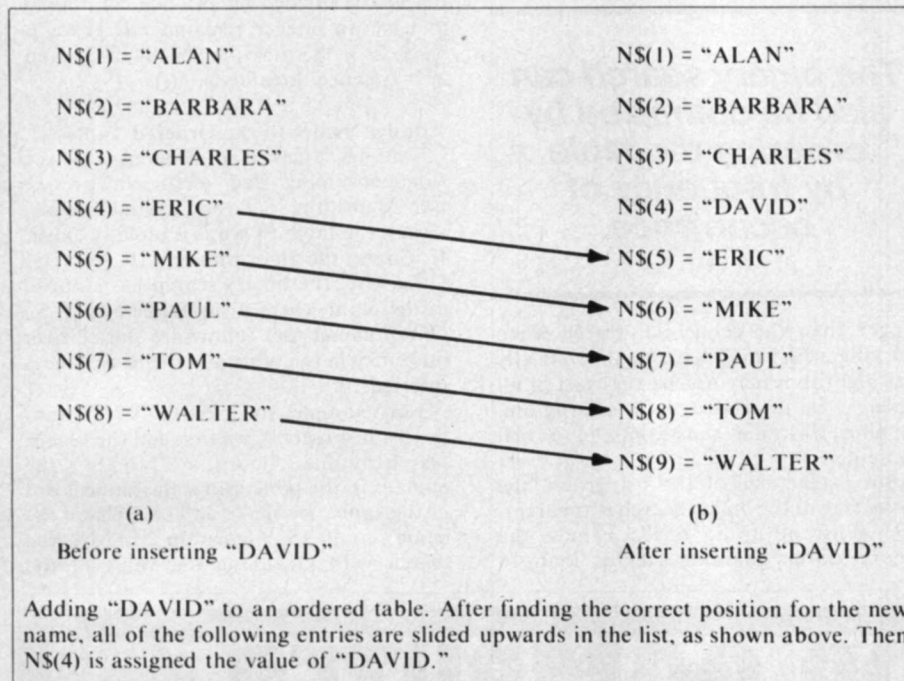 N$(1) = “ALAN”
N$(2) = “BARBARA”
N$(3) = “CHARLES”
N$(4) = “ERIC”
N$(5) = “MIKE”
N$(6) = “PAUL”
N$(7) = “TOM”
N$(8) = “WALTER”
(a)
Before inserting “DAVID”
N$(1) = “ALAN”
N$(2) = “BARBARA”
N$(3) = “CHARLES”
N$(4) = “DAVID”
N$(5) = “ERIC”
N$(6) = “MIKE”
N$(7) = “PAUL”
N$(8) = “TOM”
N$(9) = “WALTER”
(b)
After inserting “DAVID”
Adding “DAVID” to an ordered table. After finding the correct position for the new
name, all of the following entries are slided upwards in the list, as shown above. Then
N$(4) is assigned the value of “DAVID.”